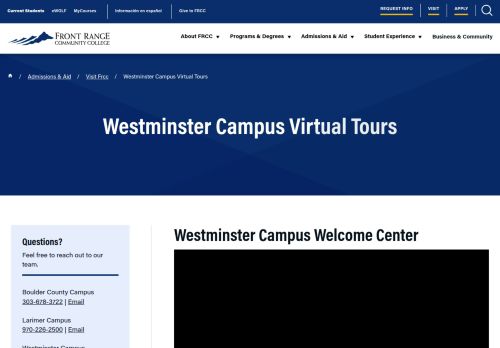 Current Students eWOLF MyCourses Información en español Give to FRCC REQUEST INFO VISIT APPLY
FRONT RANGE
COMMUNITY COLLEGE
About FRCC Programs & Degrees Admissions & Aid Student Experience Business & Community
/ Admissions & Aid / Visit Frcc / Westminster Campus Virtual Tours
Westminster Campus Virtual Tours
Questions?
Feel free to reach out to our
team.
Boulder County Campus
303-678-3722 | Email
Larimer Campus
970-226-2500 | Email
Westminster Campus
Westminster Campus Welcome Center